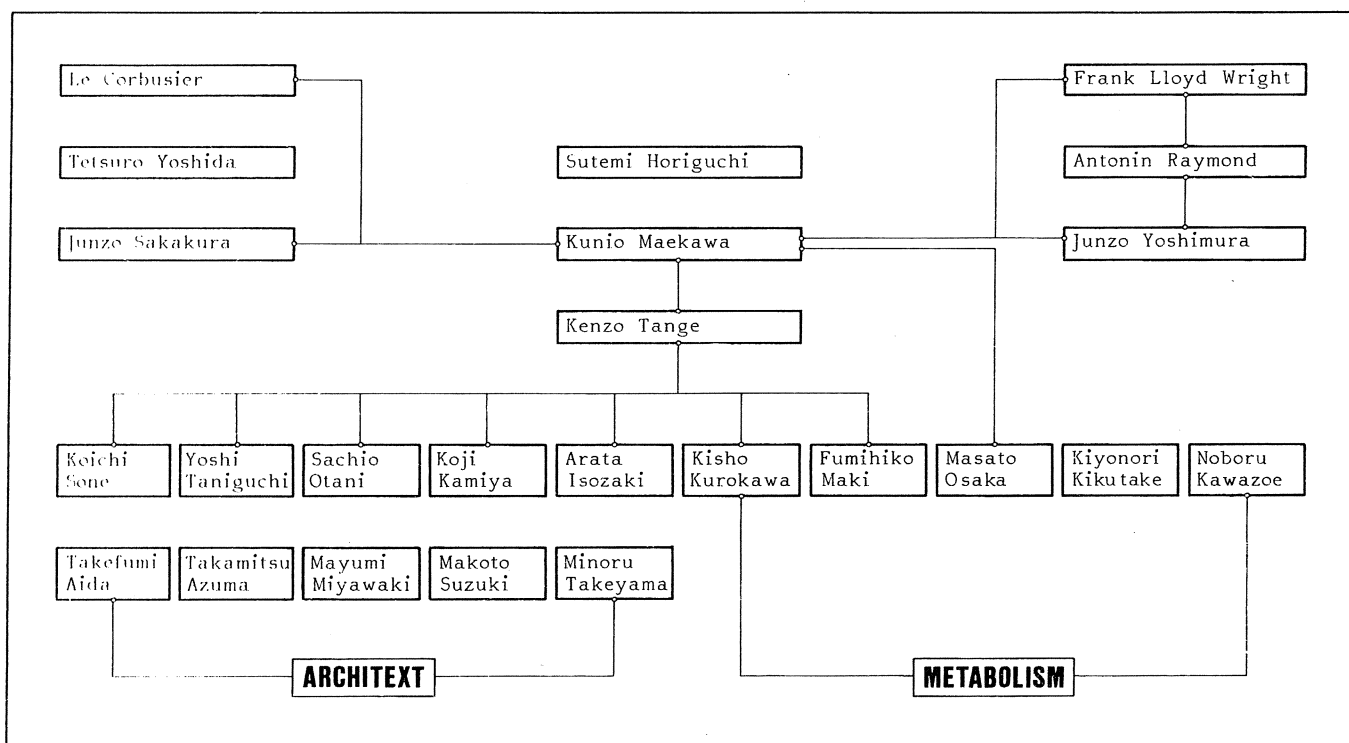 Le Corbusier
Frank Lloyd Wright
Tetsuro Yoshida
Sutemi Horiguchi
Antonin Raymond
Junzo Sakakura
Kunio Maekawa
Junzo Yoshimura
Kenzo Tange
Koichi
Sone
Yoshi
Taniguchi
Sachio
Otani
Koji
Kamiya
Arata
Isozaki
Kisho
Kurokawa
Fumihiko
Maki
Masato
Osaka
Kiyonori
Kikutake
Noboru
Kawazoe
Takefumi
Aida
Takamitsu
Azuma
Mayumi
Miyawaki
Makoto
Suzuki
Minoru
Takeyama
ARCHITEXT
METABOLISM